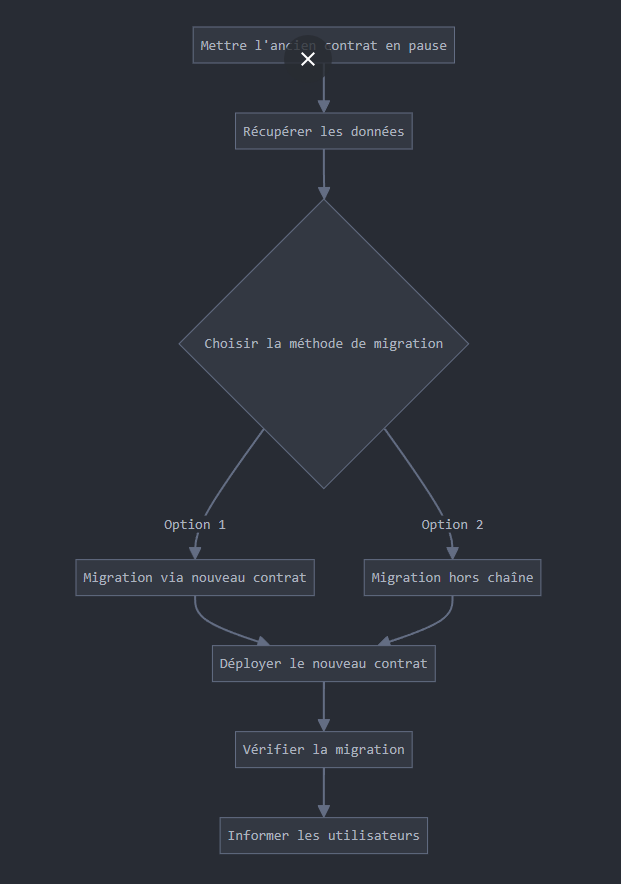 Mettre l'ancien contrat en pause
Récupérer les données
Choisir la méthode de migration
Option 1
Option 2
Migration via nouveau contrat
Migration hors chaîne
Déployer le nouveau contrat
Vérifier la migration
Informer les utilisateurs